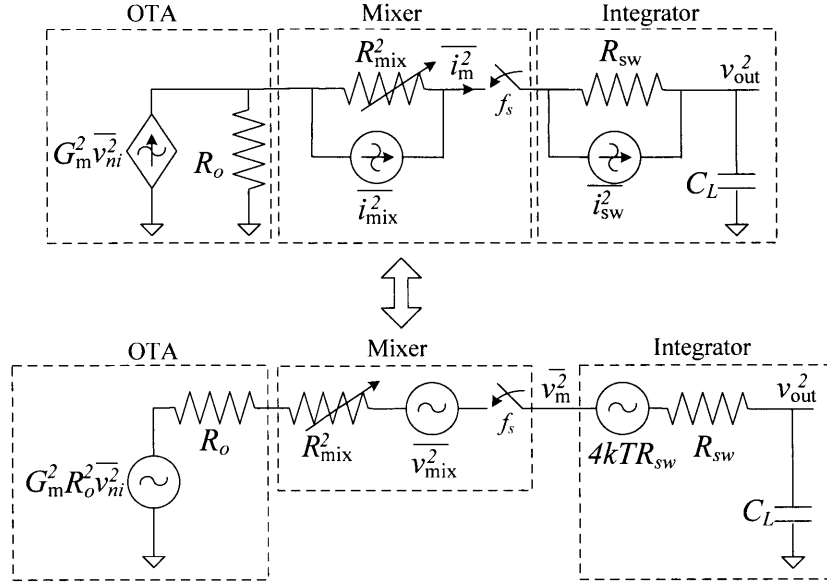 OTA Mixer Integrator
R²mix i²m Rsw v²out
fs
G²m v²ni Ro CL
i²mix i²sw
OTA Mixer Integrator
v²m v²out
fs
Ro R²mix v²mix 4kTRsw Rsw
G²m R²o v²ni
CL